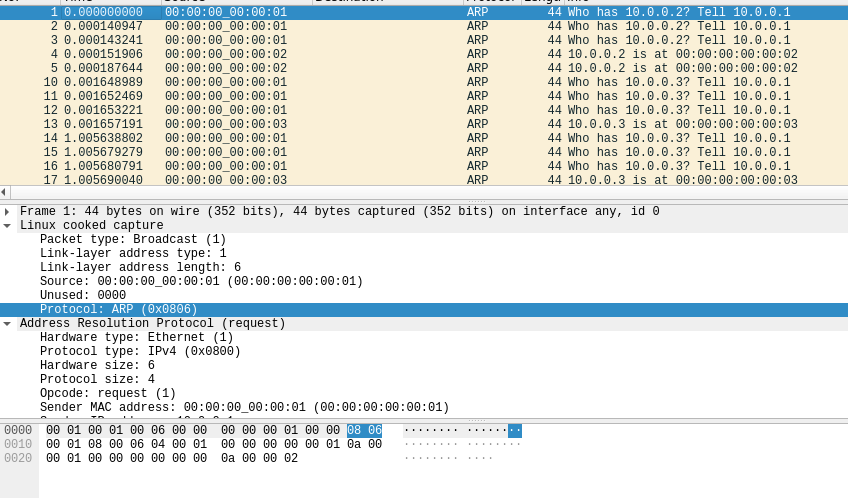 1 0.000000000 00:00:00_00:00:01 ARP 44 Who has 10.0.0.2? Tell 10.0.0.1
2 0.000140947 00:00:00_00:00:01 ARP 44 Who has 10.0.0.2? Tell 10.0.0.1
3 0.000143241 00:00:00_00:00:01 ARP 44 Who has 10.0.0.2? Tell 10.0.0.1
4 0.000151906 00:00:00_00:00:02 ARP 44 10.0.0.2 is at 00:00:00:00:00:02
5 0.000187644 00:00:00_00:00:02 ARP 44 10.0.0.2 is at 00:00:00:00:00:02
10 0.001648989 00:00:00_00:00:01 ARP 44 Who has 10.0.0.3? Tell 10.0.0.1
11 0.001652469 00:00:00_00:00:01 ARP 44 Who has 10.0.0.3? Tell 10.0.0.1
12 0.001653221 00:00:00_00:00:01 ARP 44 Who has 10.0.0.3? Tell 10.0.0.1
13 0.001657191 00:00:00_00:00:03 ARP 44 10.0.0.3 is at 00:00:00:00:00:03
14 1.005638802 00:00:00_00:00:01 ARP 44 Who has 10.0.0.3? Tell 10.0.0.1
15 1.005679279 00:00:00_00:00:01 ARP 44 Who has 10.0.0.3? Tell 10.0.0.1
16 1.005680791 00:00:00_00:00:01 ARP 44 Who has 10.0.0.3? Tell 10.0.0.1
17 1.005690040 00:00:00 00:00:03 ARP 44 10.0.0.3 is at 00:00:00:00:00:03
Frame 1: 44 bytes on wire (352 bits), 44 bytes captured (352 bits) on interface any, id 0
Linux cooked capture
Packet type: Broadcast (1)
Link-layer address type: 1
Link-layer address length: 6
Source: 00:00:00_00:00:01 (00:00:00:00:00:01)
Unused: 0000
Protocol: ARP (0x0806)
Address Resolution Protocol (request)
Hardware type: Ethernet (1)
Protocol type: IPv4 (0x0800)
Hardware size: 6
Protocol size: 4
Opcode: request (1)
Sender MAC address: 00:00:00_00:00:01 (00:00:00:00:00:01)
0000 00 01 00 01 00 06 00 00 00 00 00 01 00 00 08 06 ········ ········
0010 00 01 08 00 06 04 00 01 00 00 00 00 00 01 0a 00 ········ ········
0020 00 01 00 00 00 00 00 00 0a 00 00 02 ········ ····